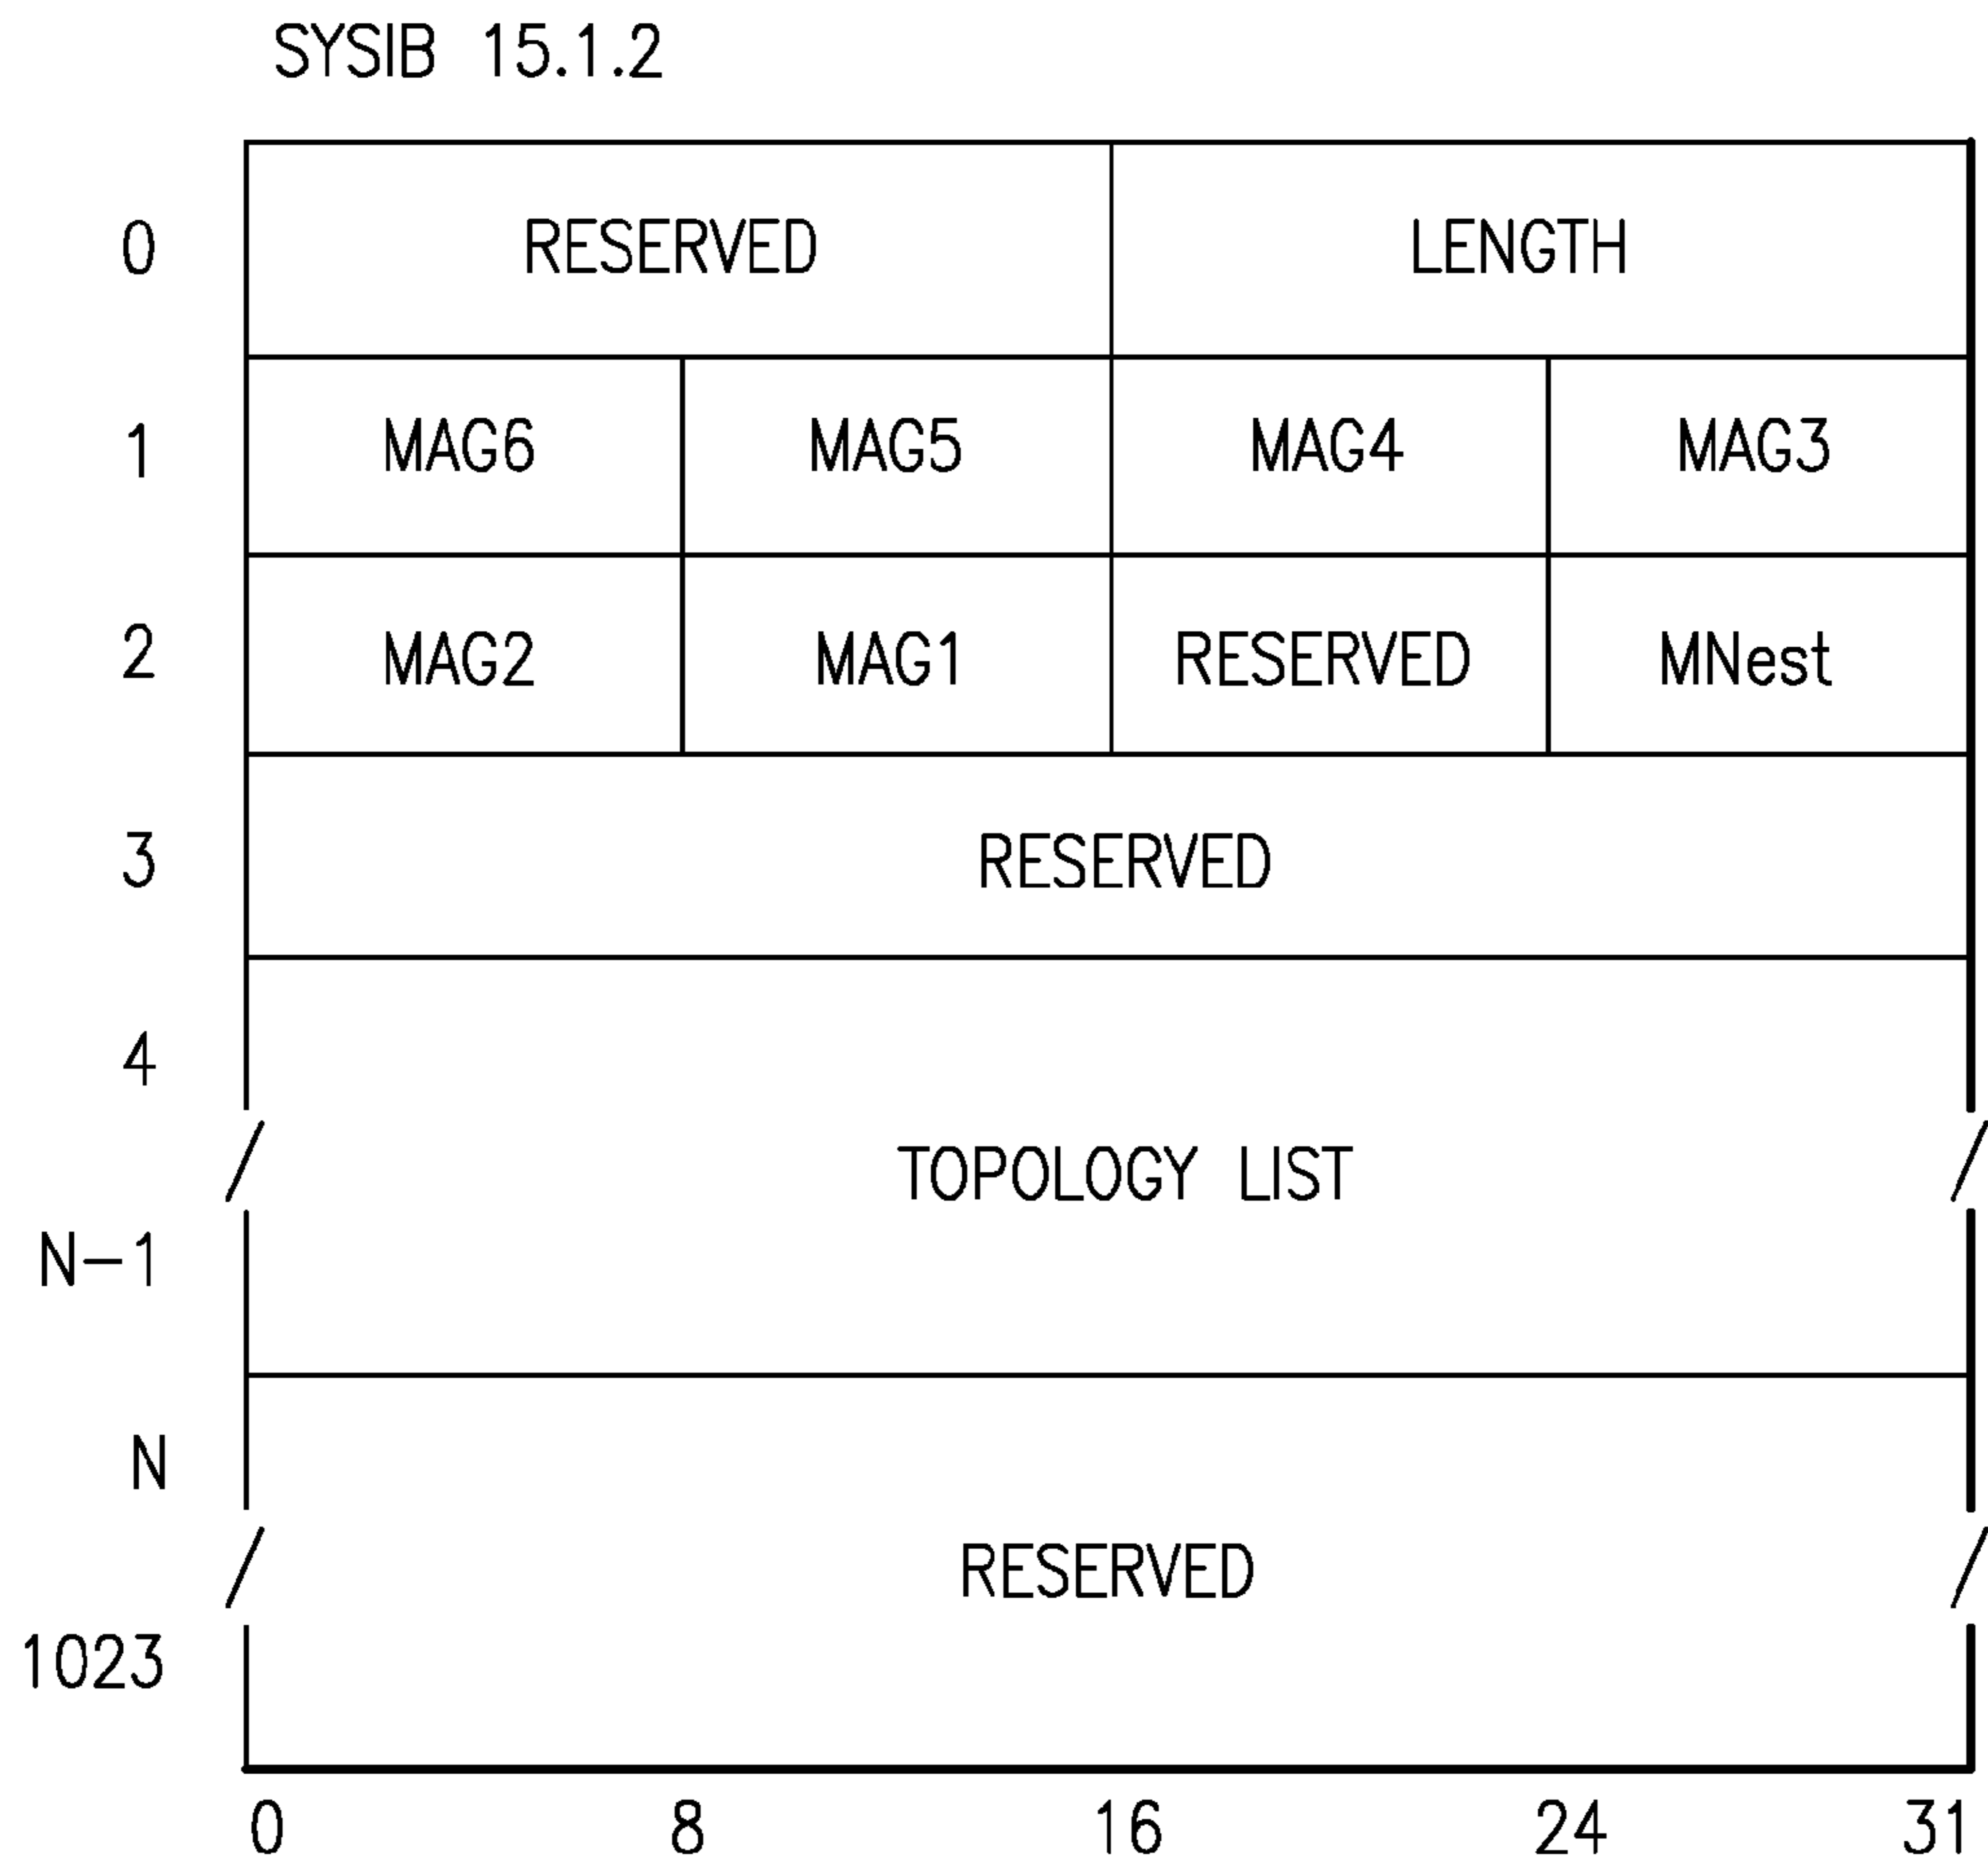 SYSIB 15.1.2
0 RESERVED LENGTH
1 MAG6 MAG5 MAG4 MAG3
2 MAG2 MAG1 RESERVED MNest
3 RESERVED
4
TOPOLOGY LIST
N-1
N
RESERVED
1023
0 8 16 24 31